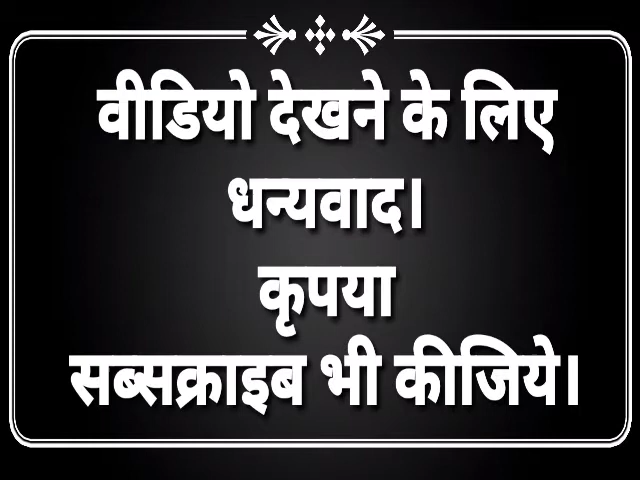 वीडियो देखने के लिए
धन्यवाद।
कृपया
सब्सक्राइब भी कीजिये।